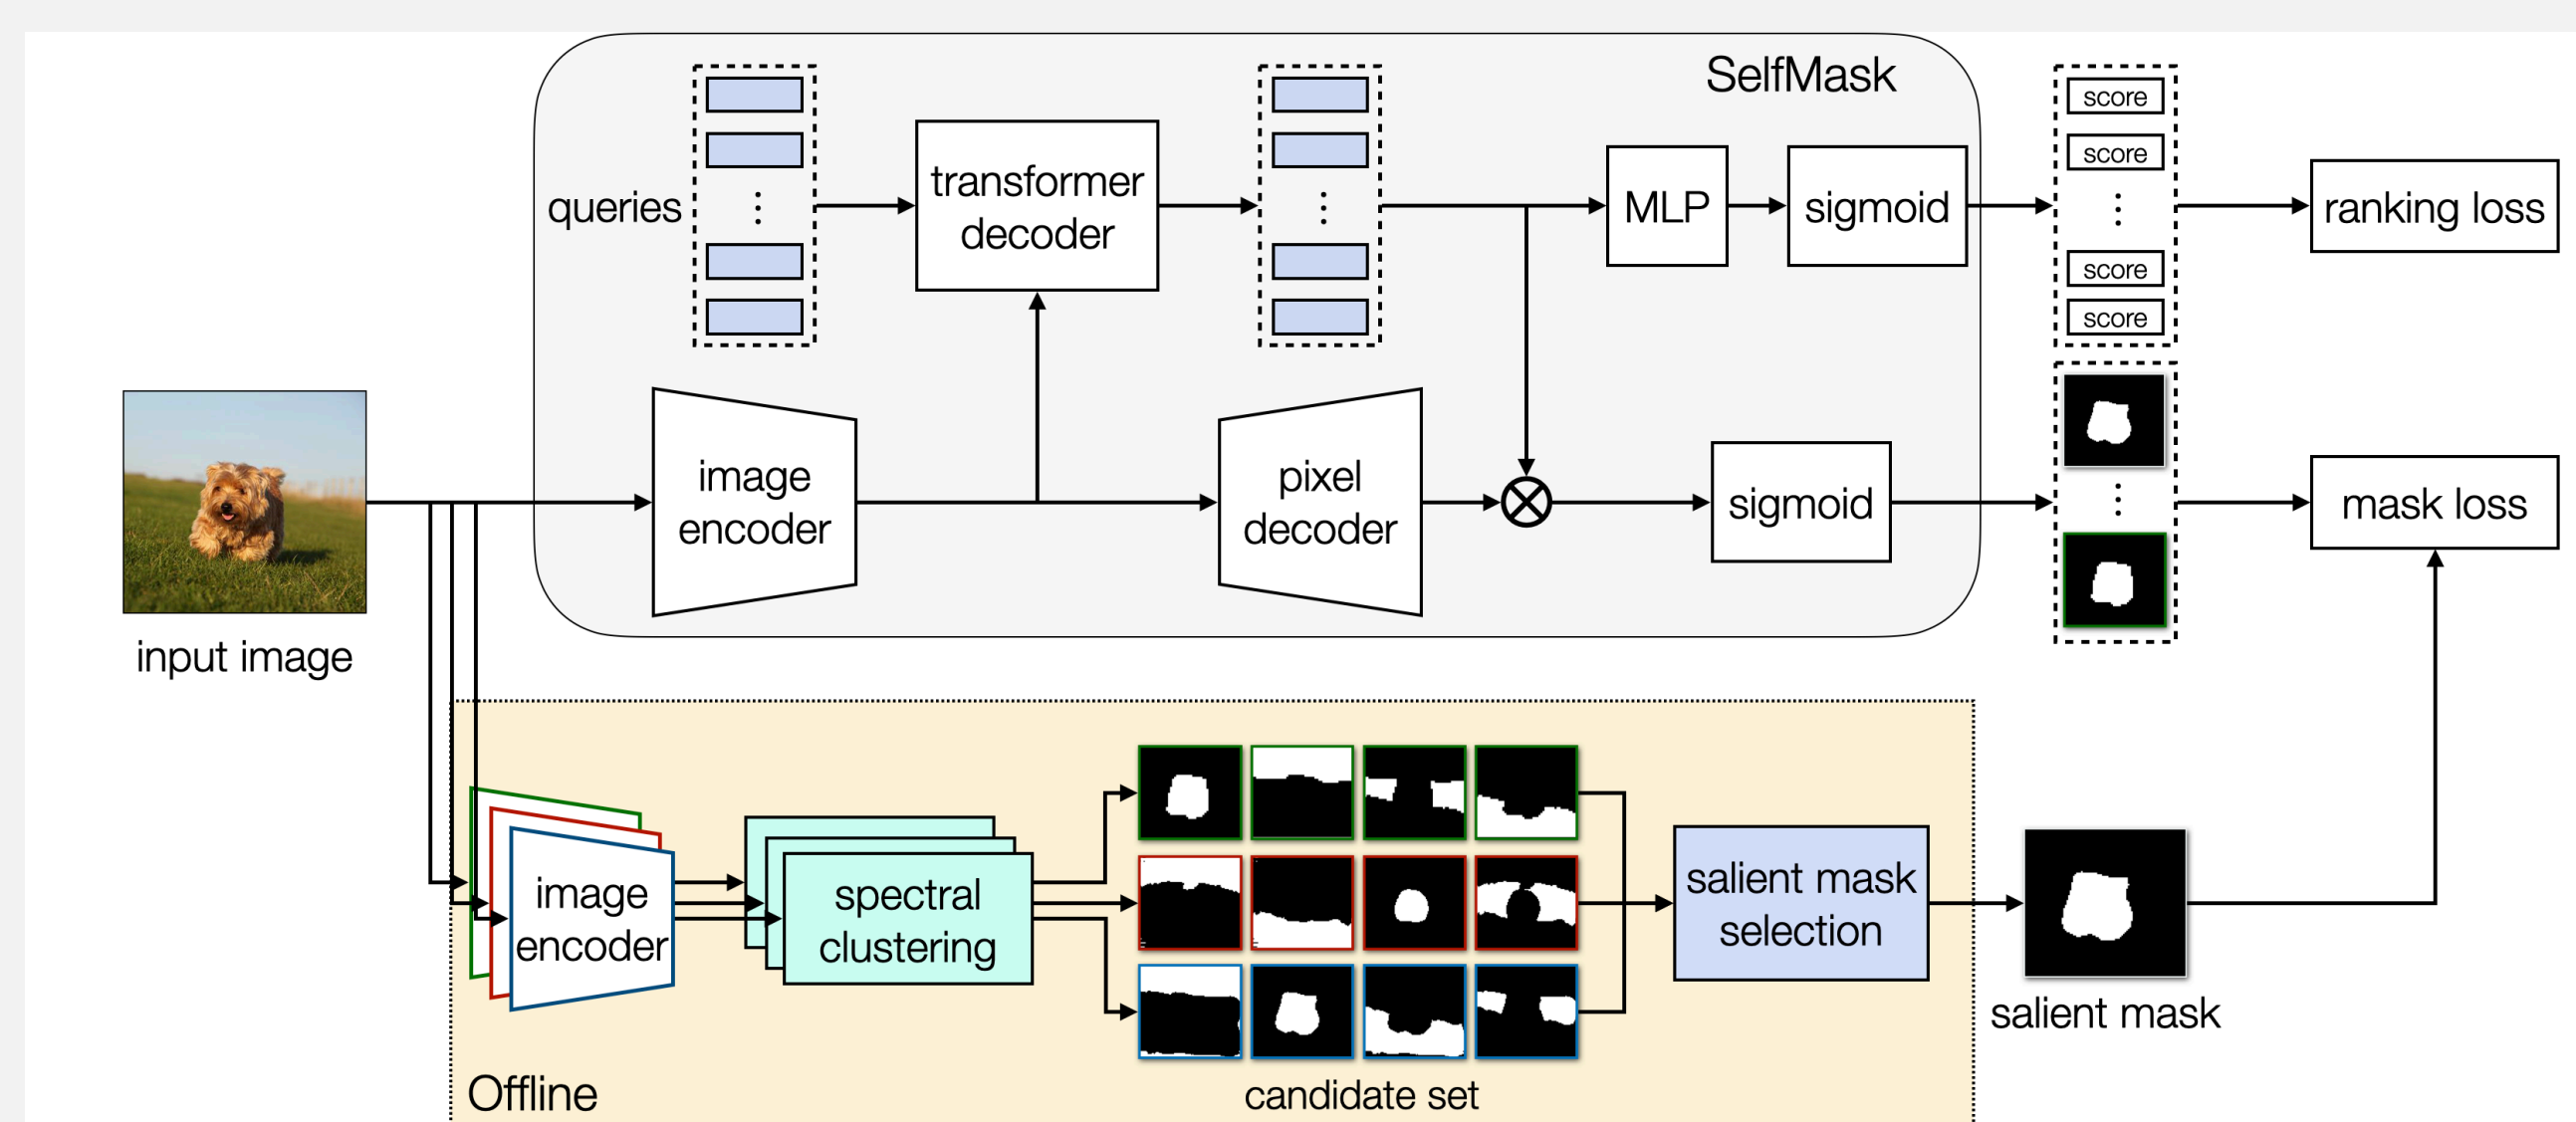 SelfMask
queries
transformer
decoder
MLP
sigmoid
score
score
score
score
ranking loss
image
encoder
pixel
decoder
sigmoid
mask loss
input image
image
encoder
spectral
clustering
salient mask
selection
salient mask
Offline
candidate set